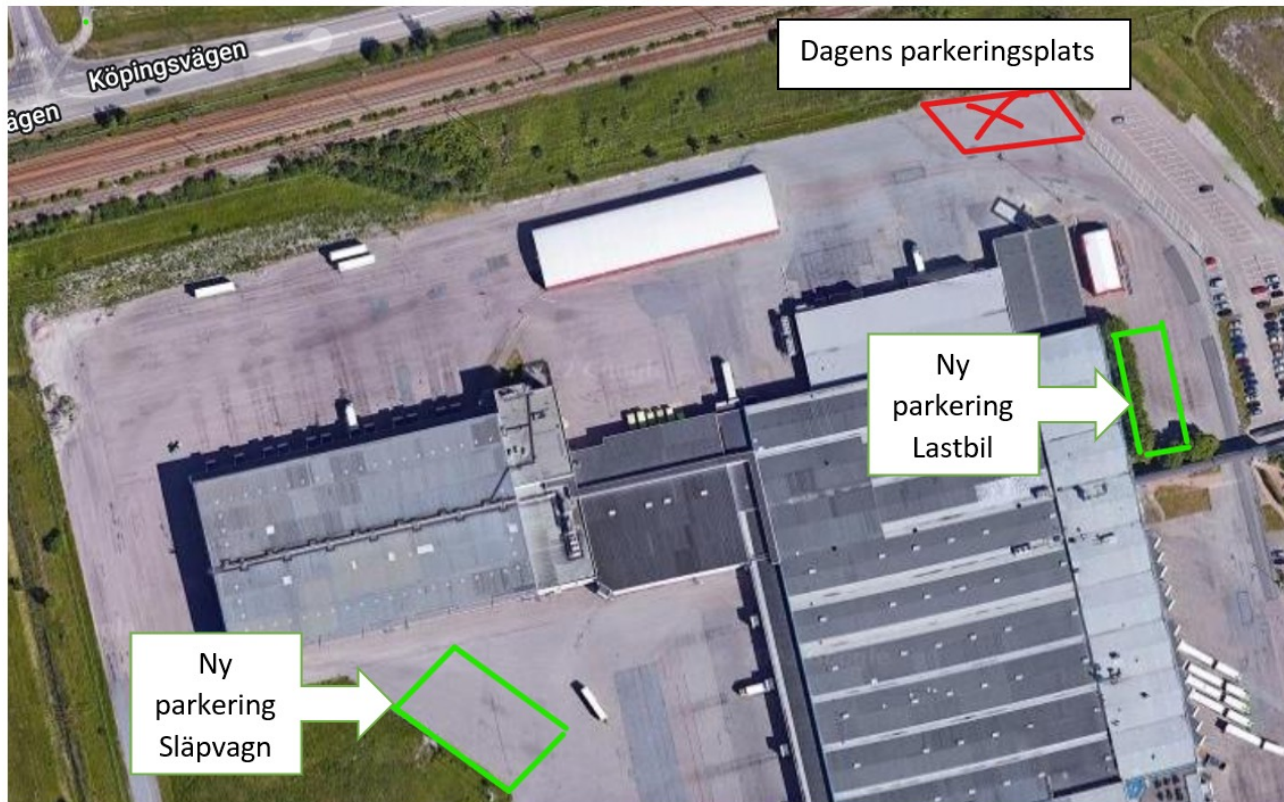 Köpingsvägen
ägen
Dagens parkeringsplats
Ny
parkering
Lastbil
Ny
parkering
Släpvagn